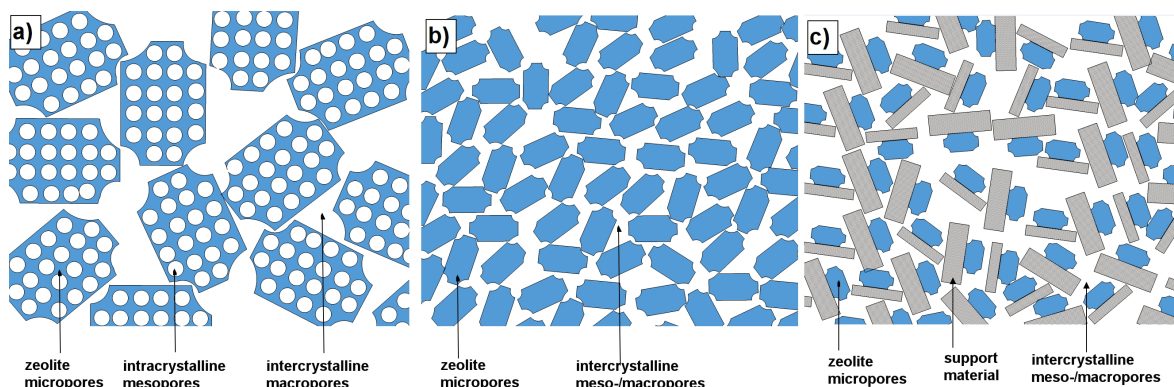 a)
b)
c)
zeolite
micropores
intracrystalline
mesopores
intercrystalline
macropores
zeolite
micropores
intercrystalline
meso-/macropores
zeolite
micropores
support
material
intercrystalline
meso-/macropores